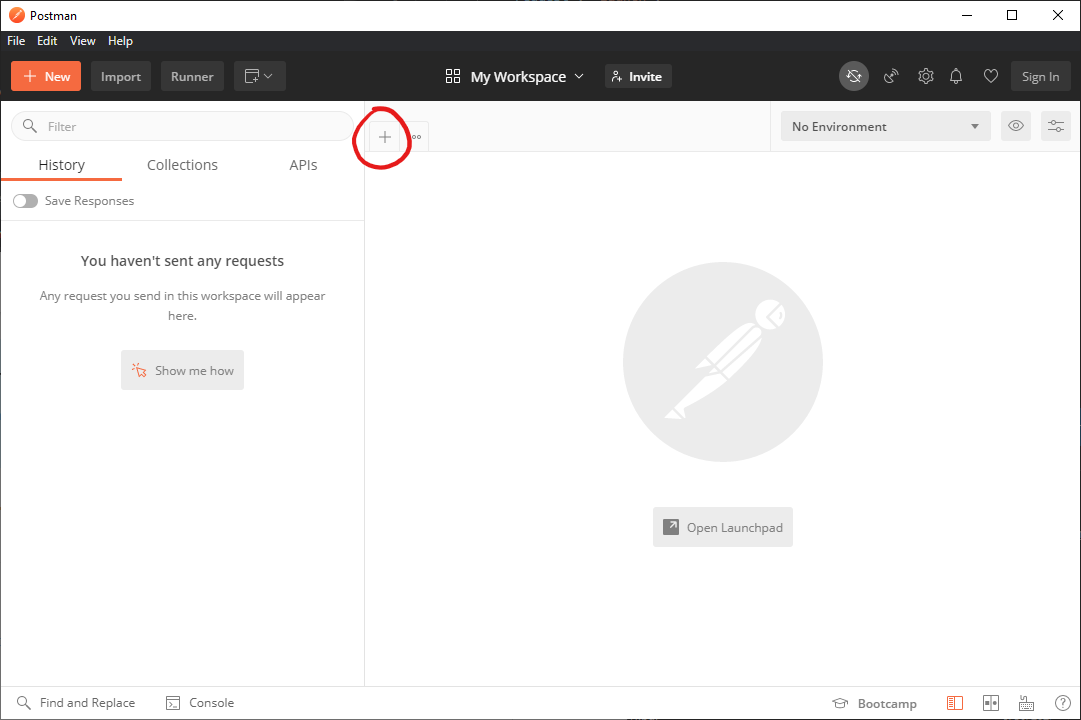 Postman
File Edit View Help
New Import Runner My Workspace Invite Sign In
Filter
No Environment
History Collections APIs
Save Responses
You haven't sent any requests
Any request you send in this workspace will appear
here.
Show me how
Open Launchpad
Find and Replace Console Bootcamp